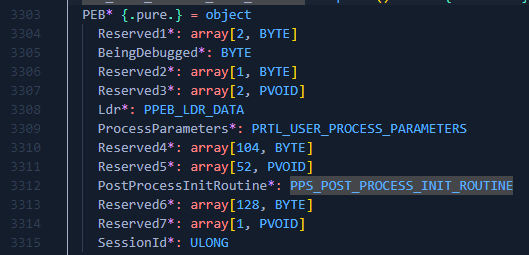 3303 PEB* {.pure.} = object
3304 Reserved1*: array[2, BYTE]
3305 BeingDebugged*: BYTE
3306 Reserved2*: array[1, BYTE]
3307 Reserved3*: array[2, PVOID]
3308 Ldr*: PPEB_LDR_DATA
3309 ProcessParameters*: PRTL_USER_PROCESS_PARAMETERS
3310 Reserved4*: array[104, BYTE]
3311 Reserved5*: array[52, PVOID]
3312 PostProcessInitRoutine*: PPS_POST_PROCESS_INIT_ROUTINE
3313 Reserved6*: array[128, BYTE]
3314 Reserved7*: array[1, PVOID]
3315 SessionId*: ULONG